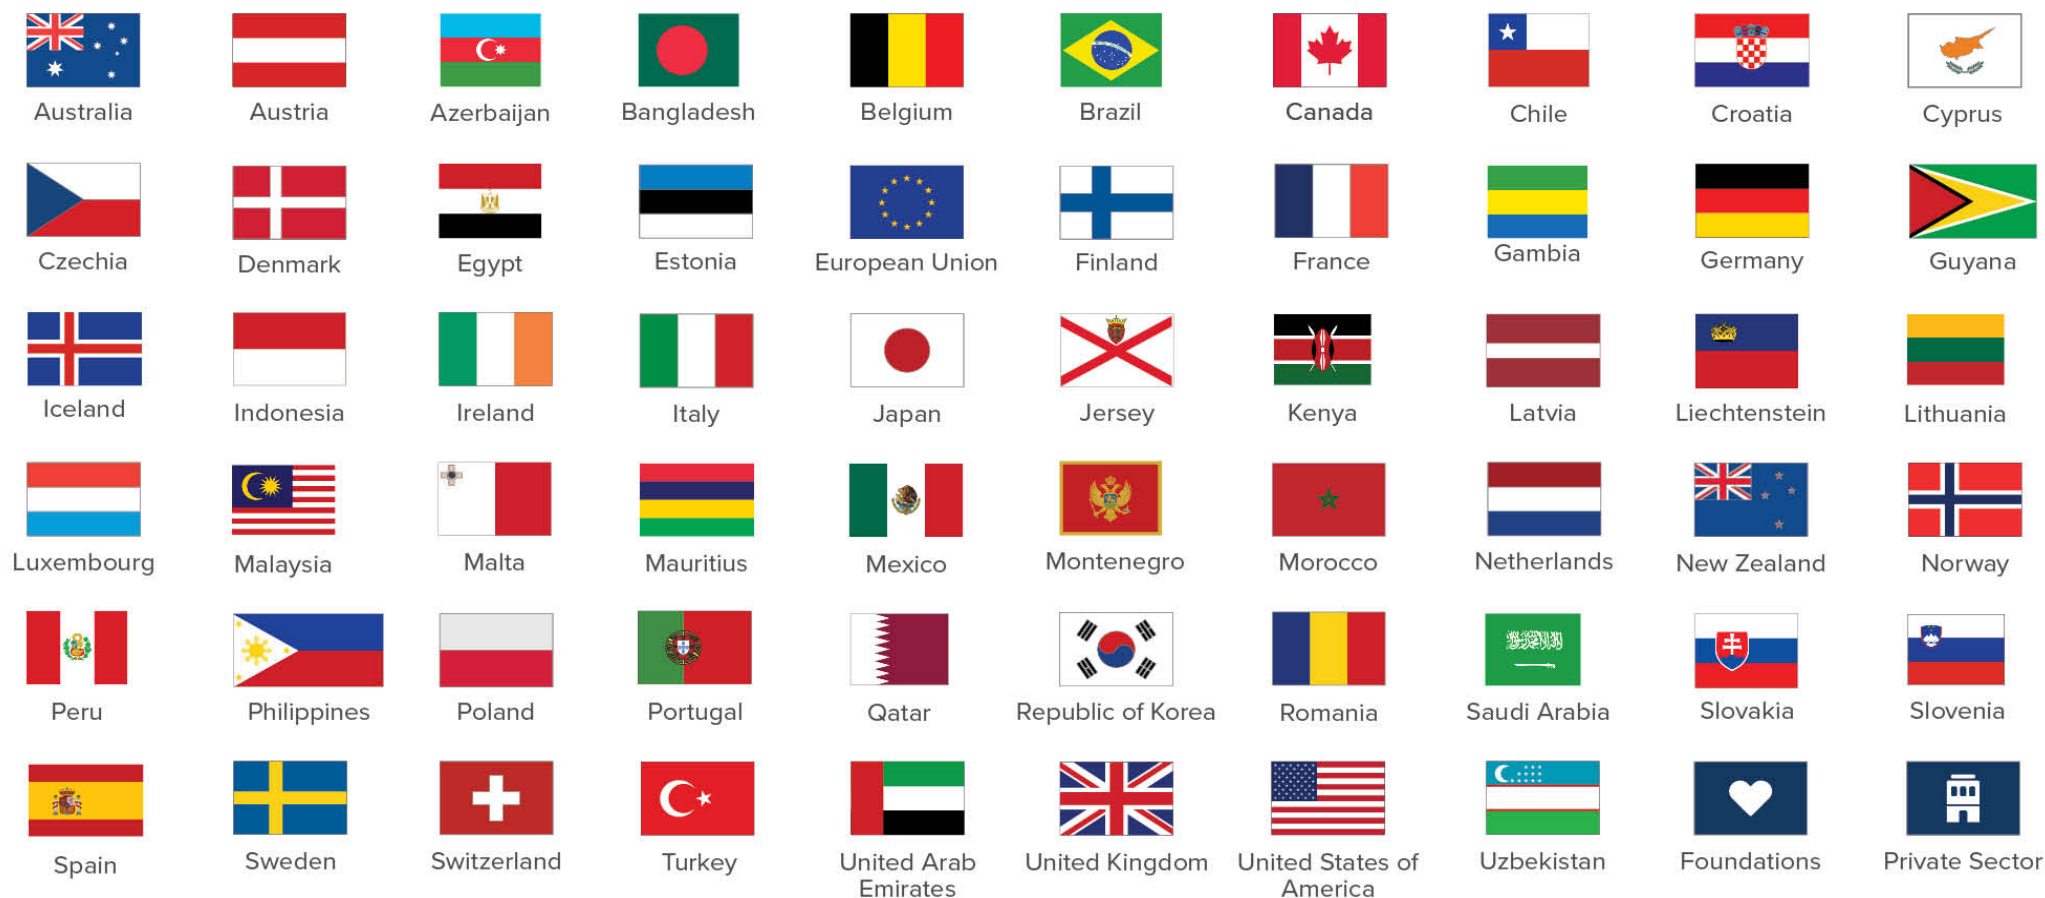 Australia
Austria
Azerbaijan
Bangladesh
Belgium
Brazil
Canada
Chile
Croatia
Cyprus
Czechia
Denmark
Egypt
Estonia
European Union
Finland
France
Gambia
Germany
Guyana
Iceland
Indonesia
Ireland
Italy
Japan
Jersey
Kenya
Latvia
Liechtenstein
Lithuania
Luxembourg
Malaysia
Malta
Mauritius
Mexico
Montenegro
Morocco
Netherlands
New Zealand
Norway
Peru
Philippines
Poland
Portugal
Qatar
Republic of Korea
Romania
Saudi Arabia
Slovakia
Slovenia
Spain
Sweden
Switzerland
Turkey
United Arab
Emirates
United Kingdom
United States of
America
Uzbekistan
Foundations
Private Sector